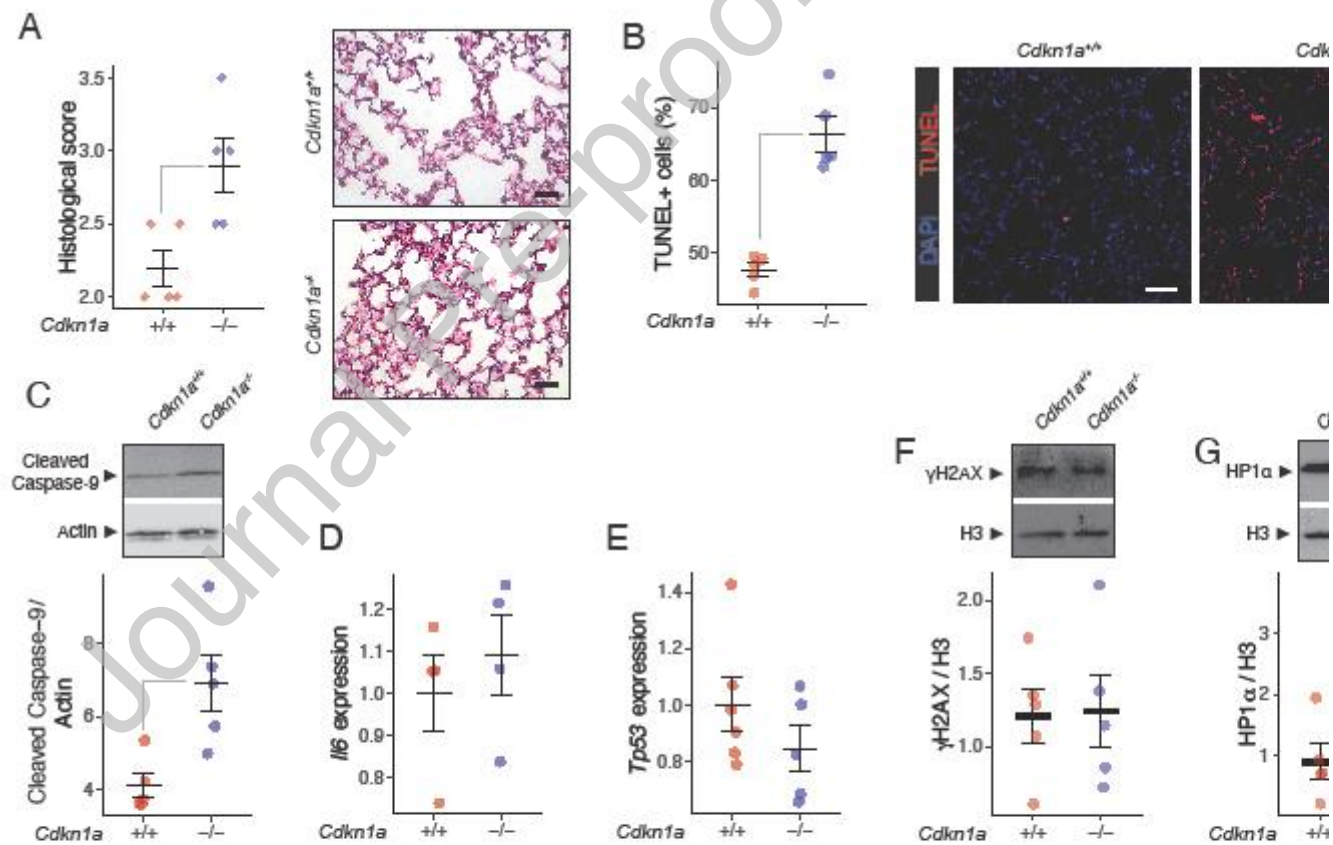 A
Histological score
3.5
3.0
2.5
2.0
Cdkn1a
+/+
–/–
Cdkn1a+/+
Cdkn1a-/-
B
TUNEL+ cells (%)
70
60
50
Cdkn1a
+/+
–/–
Cdkn1a+/+
Cdk
DAPI TUNEL
C
Cdkn1a+/+
Cdkn1a-/-
Cleaved
Caspase-9
Actin
Cleaved Caspase–9/
Actin
8
6
4
Cdkn1a
+/+
–/–
D
Il6 expression
1.2
1.1
1.0
0.9
0.8
Cdkn1a
+/+
–/–
E
Tp53 expression
1.4
1.2
1.0
0.8
Cdkn1a
+/+
–/–
F
Cdkn1a+/+
Cdkn1a-/-
γH2AX
H3
γH2AX / H3
2.0
1.5
1.0
Cdkn1a
+/+
–/–
G
C
HP1α
H3
HP1α / H3
3
2
1
Cdkn1a
+/+
Journal Pre-proo